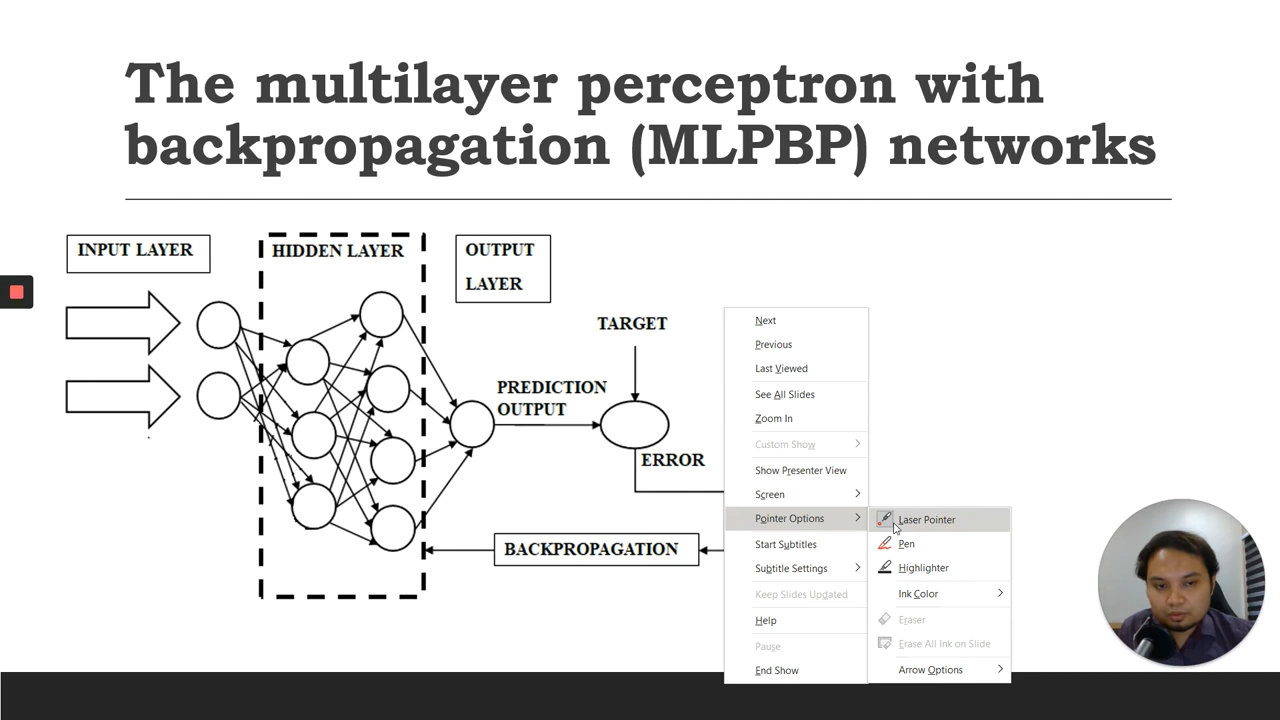 The multilayer perceptron with
backpropagation (MLPBP) networks
INPUT LAYER
HIDDEN LAYER
OUTPUT
LAYER
TARGET
PREDICTION
OUTPUT
ERROR
BACKPROPAGATION
Next
Previous
Last Viewed
See All Slides
Zoom In
Custom Show
Show Presenter View
Screen
Pointer Options
Start Subtitles
Subtitle Settings
Keep Slides Updated
Help
Pause
End Show
Laser Pointer
Pen
Highlighter
Ink Color
Eraser
Erase All Ink on Slide
Arrow Options